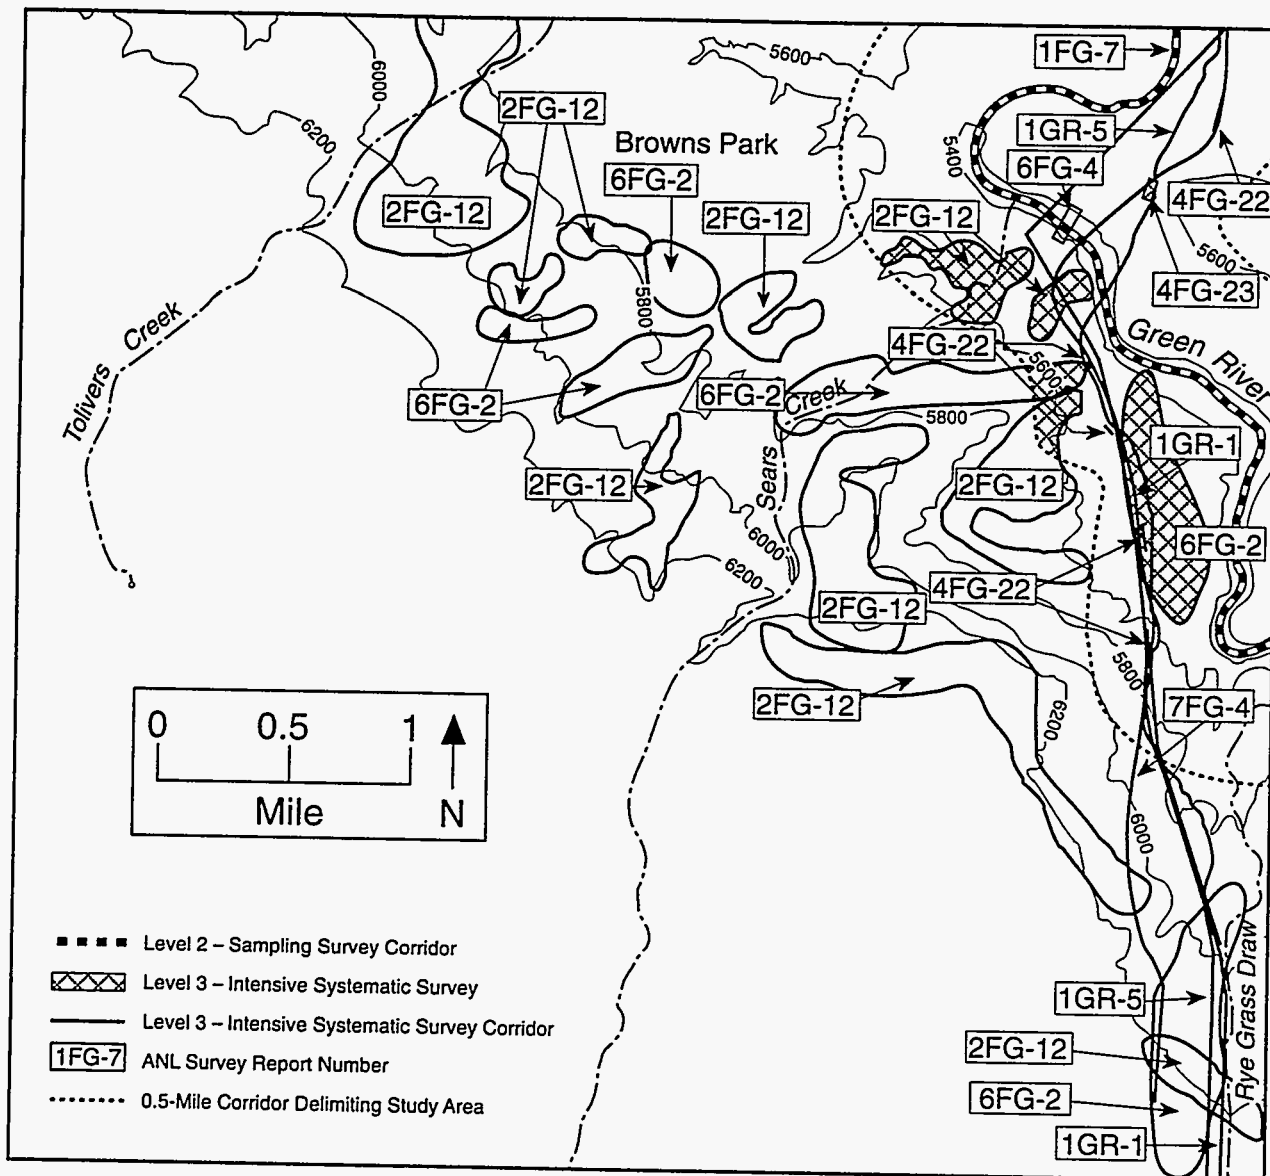 5600
1FG-7
6000
2FG-12
6200
1GR-5
Browns Park
5400
6FG-4
6FG-2
4FG-22
2FG-12
2FG-12
2FG-12
5600
4FG-23
5800
Tolivers Creek
Green River
4FG-22
5600
6FG-2
6FG-2
Creek
5800
1GR-1
Sears
2FG-12
2FG-12
6000
6FG-2
6200
4FG-22
2FG-12
5800
2FG-12
7FG-4
6200
0 0.5 1
Mile
N
6000
Level 2 – Sampling Survey Corridor
Level 3 – Intensive Systematic Survey
Level 3 – Intensive Systematic Survey Corridor
1FG-7 ANL Survey Report Number
0.5-Mile Corridor Delimiting Study Area
Rye Grass Draw
1GR-5
2FG-12
6FG-2
1GR-1